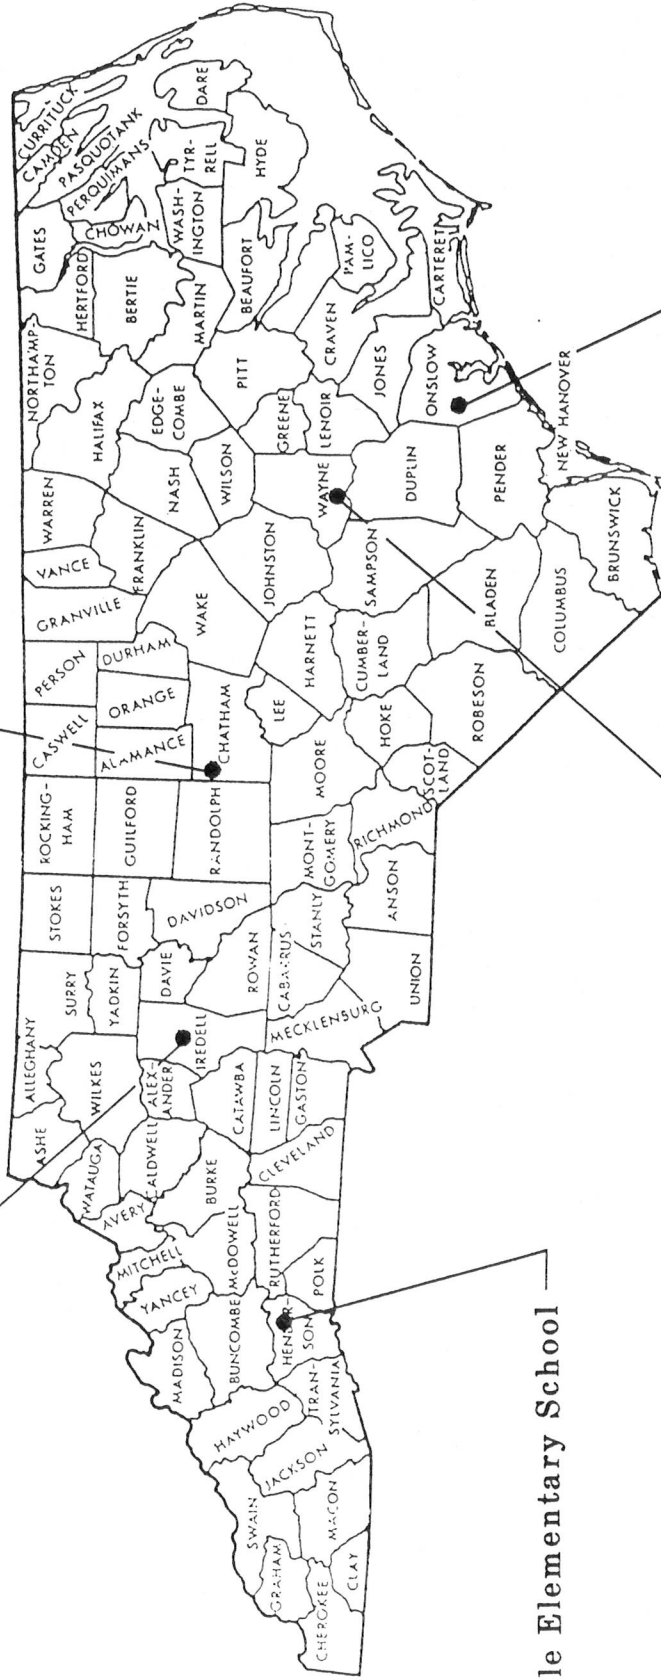 CURRITUCK
CAMDEN
PASQUOTANK
PERQUIMANS
GATES
CHOWAN
HERTFORD
BERTIE
NORTHAMP-
TON
HALIFAX
WARREN
VANCE
GRANVILLE
PERSON
CASWELL
ROCKING-
HAM
STOKES
SURRY
ALLEGHANY
ASHE
WATAUGA
WILKES
YADKIN
FORSYTH
GUILFORD
ALAMANCE
ORANGE
DURHAM
FRANKLIN
NASH
EDGE-
COMBE
MARTIN
WASH-
INGTON
TYR-
RELL
DARE
HYDE
BEAUFORT
PITT
WILSON
WAKE
CHATHAM
RANDOLPH
DAVIDSON
DAVIE
IREDELL
ALEX-
ANDER
CALDWELL
AVERY
MITCHELL
YANCEY
MADISON
BUNCOMBE
McDOWELL
BURKE
CATAWBA
ROWAN
LINCOLN
GASTON
CLEVELAND
RUTHERFORD
POLK
HENDER-
SON
TRAN-
SYLVANIA
HAYWOOD
JACKSON
SWAIN
MACON
GRAHAM
CHEROKEE
CLAY
MECKLENBURG
CABARRUS
STANLY
UNION
ANSON
MONT-
GOMERY
RICHMOND
MOORE
LEE
HARNETT
JOHNSTON
WAYNE
GREENE
LENOIR
CRAVEN
PAM-
LICO
CARTERET
JONES
ONSLOW
DUPLIN
SAMPSON
CUMBER-
LAND
HOKE
SCOT-
LAND
ROBESON
BLADEN
PENDER
NEW HANOVER
COLUMBUS
BRUNSWICK
le Elementary School